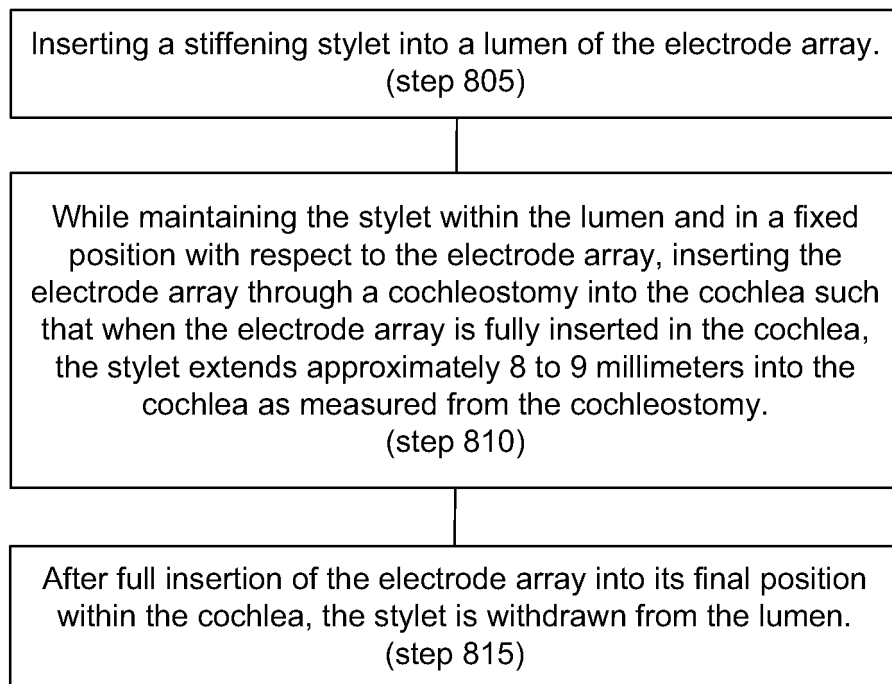 Inserting a stiffening stylet into a lumen of the electrode array.
(step 805)
While maintaining the stylet within the lumen and in a fixed
position with respect to the electrode array, inserting the
electrode array through a cochleostomy into the cochlea such
that when the electrode array is fully inserted in the cochlea,
the stylet extends approximately 8 to 9 millimeters into the
cochlea as measured from the cochleostomy.
(step 810)
After full insertion of the electrode array into its final position
within the cochlea, the stylet is withdrawn from the lumen.
(step 815)